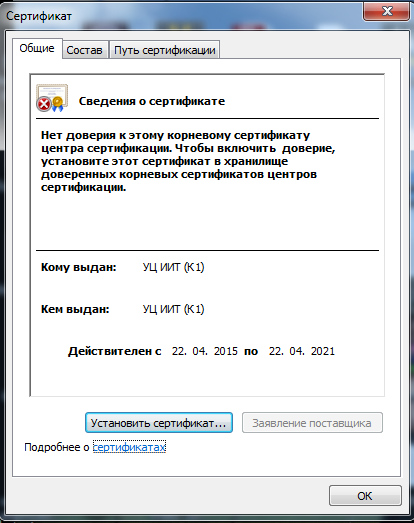 Сертификат
Общие Состав Путь сертификации
Сведения о сертификате
Нет доверия к этому корневому сертификату
центра сертификации. Чтобы включить доверие,
установите этот сертификат в хранилище
доверенных корневых сертификатов центров
сертификации.
Кому выдан: УЦ ИИТ (К1)
Кем выдан: УЦ ИИТ (К1)
Действителен с 22. 04. 2015 по 22. 04. 2021
Установить сертификат... Заявление поставщика
Подробнее о сертификатах
ОК